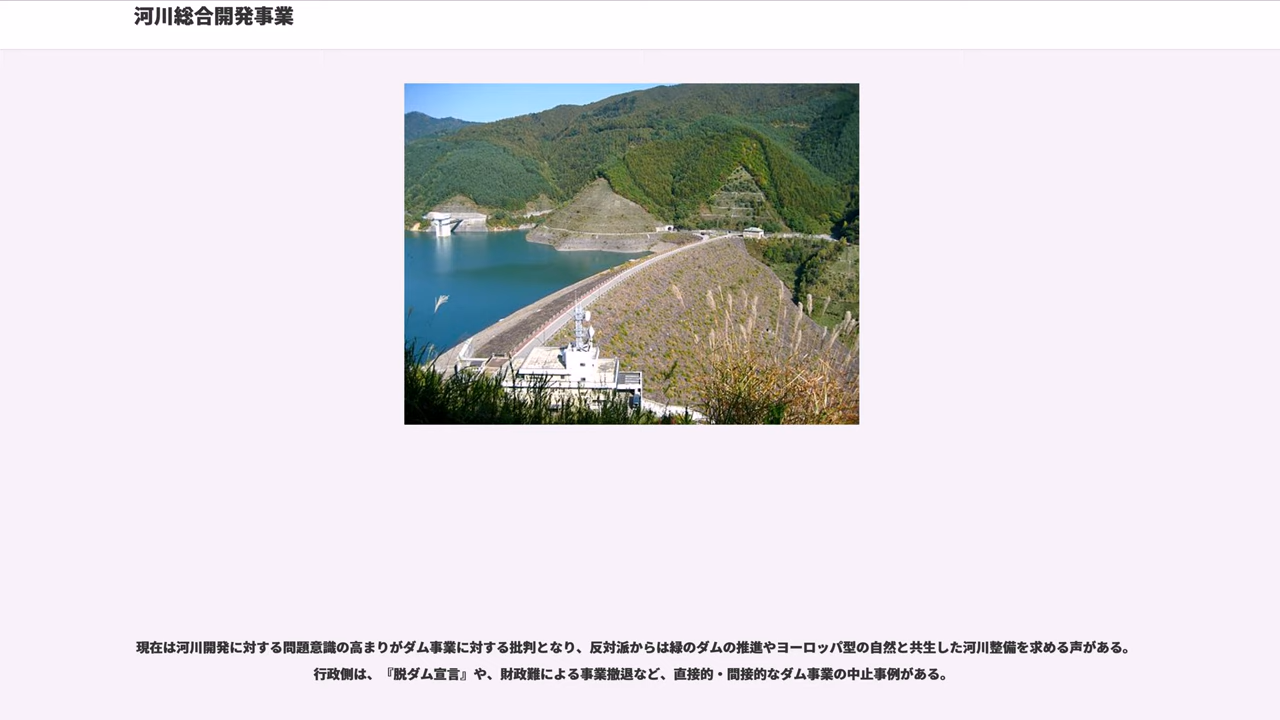 河川総合開発事業
現在は河川開発に対する問題意識の高まりがダム事業に対する批判となり、反対派からは緑のダムの推進やヨーロッパ型の自然と共生した河川整備を求める声がある。
行政側は、『脱ダム宣言』や、財政難による事業撤退など、直接的・間接的なダム事業の中止事例がある。